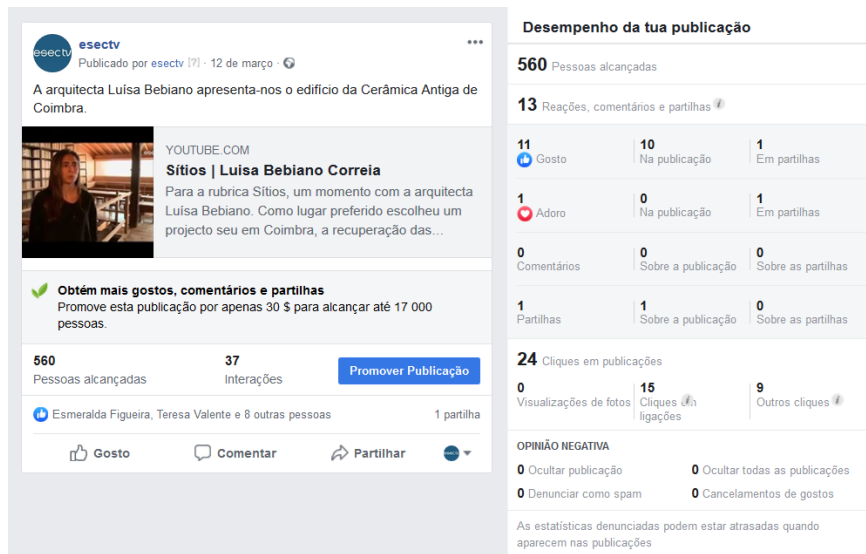 esectv
esectv
Publicado por esectv [?] · 12 de março ·
A arquitecta Luísa Bebiano apresenta-nos o edifício da Cerâmica Antiga de
Coimbra.
YOUTUBE.COM
Sítios | Luisa Bebiano Correia
Para a rubrica Sítios, um momento com a arquitecta
Luísa Bebiano. Como lugar preferido escolheu um
projecto seu em Coimbra, a recuperação das...
Obtém mais gostos, comentários e partilhas
Promove esta publicação por apenas 30 $ para alcançar até 17 000
pessoas.
560 37
Pessoas alcançadas Interações
Promover Publicação
Esmeralda Figueira, Teresa Valente e 8 outras pessoas 1 partilha
Gosto Comentar Partilhar
Desempenho da tua publicação
560 Pessoas alcançadas
13 Reações, comentários e partilhas i
11 10 1
Gosto Na publicação Em partilhas
1 0 1
Adoro Na publicação Em partilhas
0 0 0
Comentários Sobre a publicação Sobre as partilhas
1 1 0
Partilhas Sobre a publicação Sobre as partilhas
24 Cliques em publicações
0 15 9
Visualizações de fotos Cliques em Outros cliques i
ligações
OPINIÃO NEGATIVA
0 Ocultar publicação 0 Ocultar todas as publicações
0 Denunciar como spam 0 Cancelamentos de gostos
As estatísticas denunciadas podem estar atrasadas quando
aparecem nas publicações